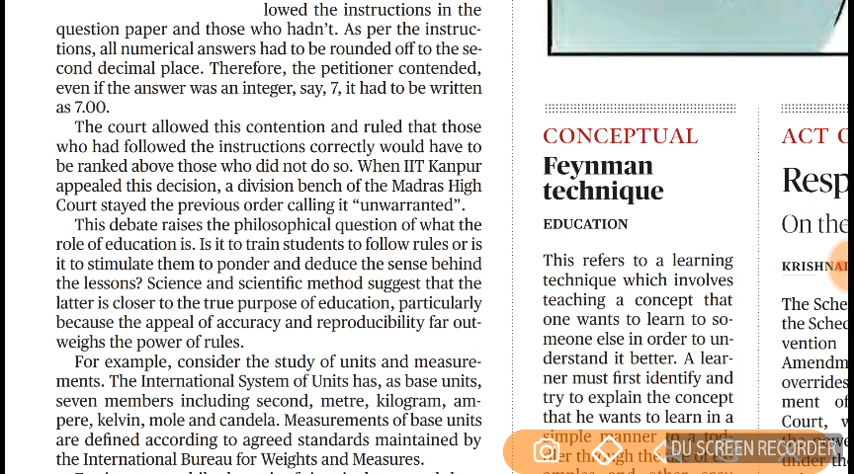 lowed the instructions in the
question paper and those who hadn't. As per the instruc-
tions, all numerical answers had to be rounded off to the se-
cond decimal place. Therefore, the petitioner contended,
even if the answer was an integer, say, 7, it had to be written
as 7.00.
The court allowed this contention and ruled that those
who had followed the instructions correctly would have to
be ranked above those who did not do so. When IIT Kanpur
appealed this decision, a division bench of the Madras High
Court stayed the previous order calling it “unwarranted”.
This debate raises the philosophical question of what the
role of education is. Is it to train students to follow rules or is
it to stimulate them to ponder and deduce the sense behind
the lessons? Science and scientific method suggest that the
latter is closer to the true purpose of education, particularly
because the appeal of accuracy and reproducibility far out-
weighs the power of rules.
For example, consider the study of units and measure-
ments. The International System of Units has, as base units,
seven members including second, metre, kilogram, am-
pere, kelvin, mole and candela. Measurements of base units
are defined according to agreed standards maintained by
the International Bureau for Weights and Measures.
CONCEPTUAL
Feynman
technique
EDUCATION
This refers to a learning
technique which involves
teaching a concept that
one wants to learn to so-
meone else in order to un-
derstand it better. A lear-
ner must first identify and
try to explain the concept
that he wants to learn in a
simple manner to a tod-
ACT O
Resp
On the
KRISHNA
The Sche
the Sched
vention
Amendm
overrides
ment of
Court, w
DU SCREEN RECORDER